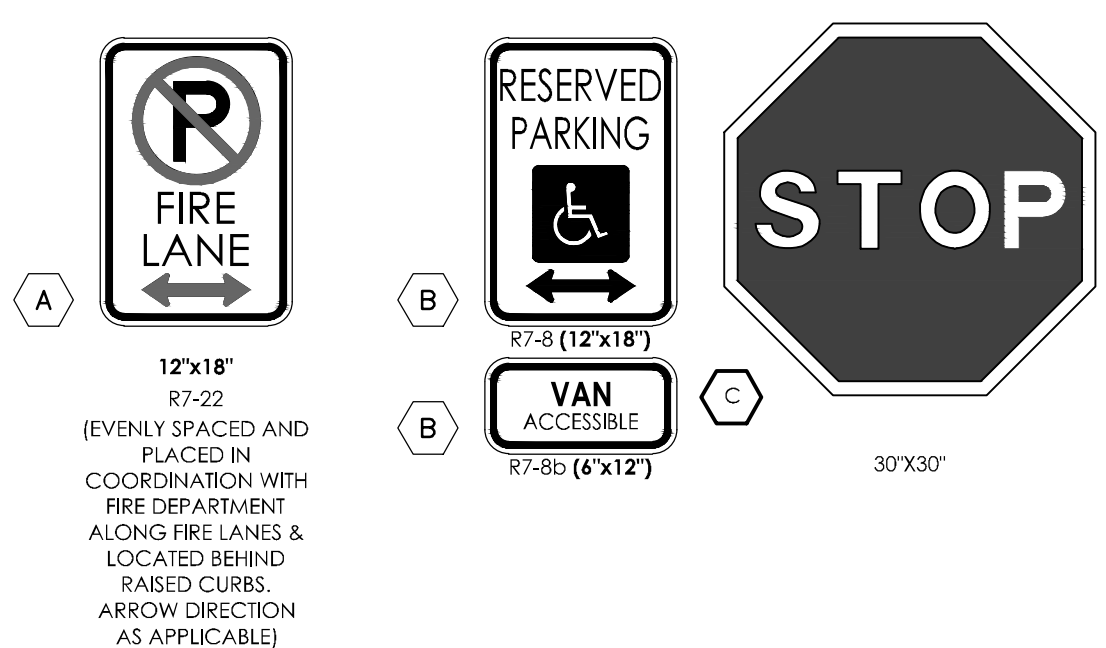 P
FIRE
LANE
A
12"x18"
R7-22
(EVENLY SPACED AND
PLACED IN
COORDINATION WITH
FIRE DEPARTMENT
ALONG FIRE LANES &
LOCATED BEHIND
RAISED CURBS.
ARROW DIRECTION
AS APPLICABLE)
RESERVED
PARKING
B
R7-8 (12"x18")
VAN
ACCESSIBLE
B
R7-8b (6"x12")
STOP
C
30"X30"